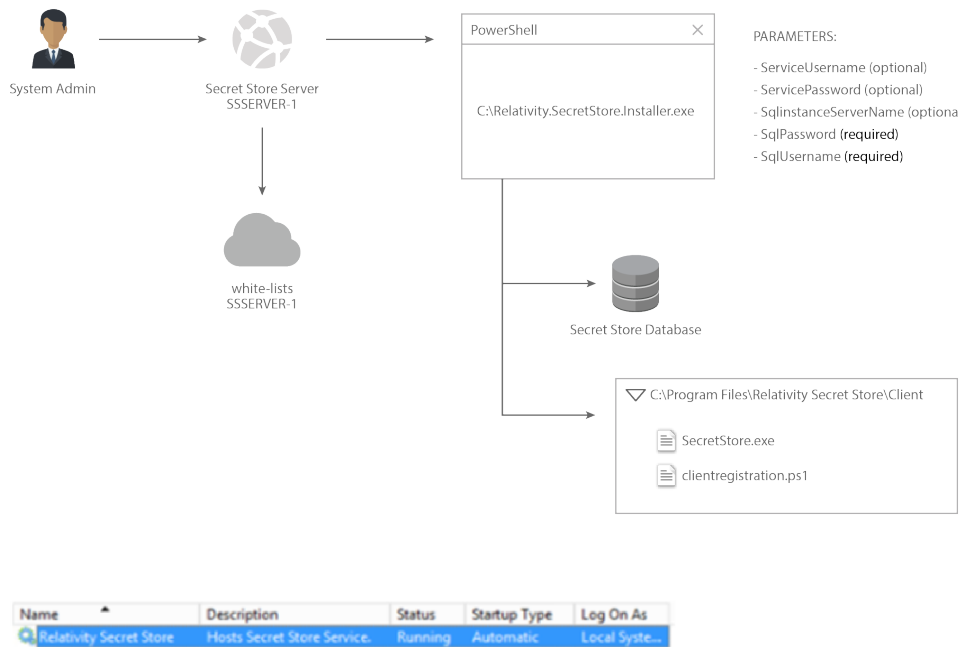 System Admin
Secret Store Server
SSSERVER-1
white-lists
SSSERVER-1
PowerShell
C:\Relativity.SecretStore.Installer.exe
PARAMETERS:
- ServiceUsername (optional)
- ServicePassword (optional)
- SqlinstanceServerName (optiona
- SqlPassword (required)
- SqlUsername (required)
Secret Store Database
C:\Program Files\Relativity Secret Store\Client
SecretStore.exe
clientregistration.ps1
Name Description Status Startup Type Log On As
Relativity Secret Store Hosts Secret Store Service. Running Automatic Local Syste...